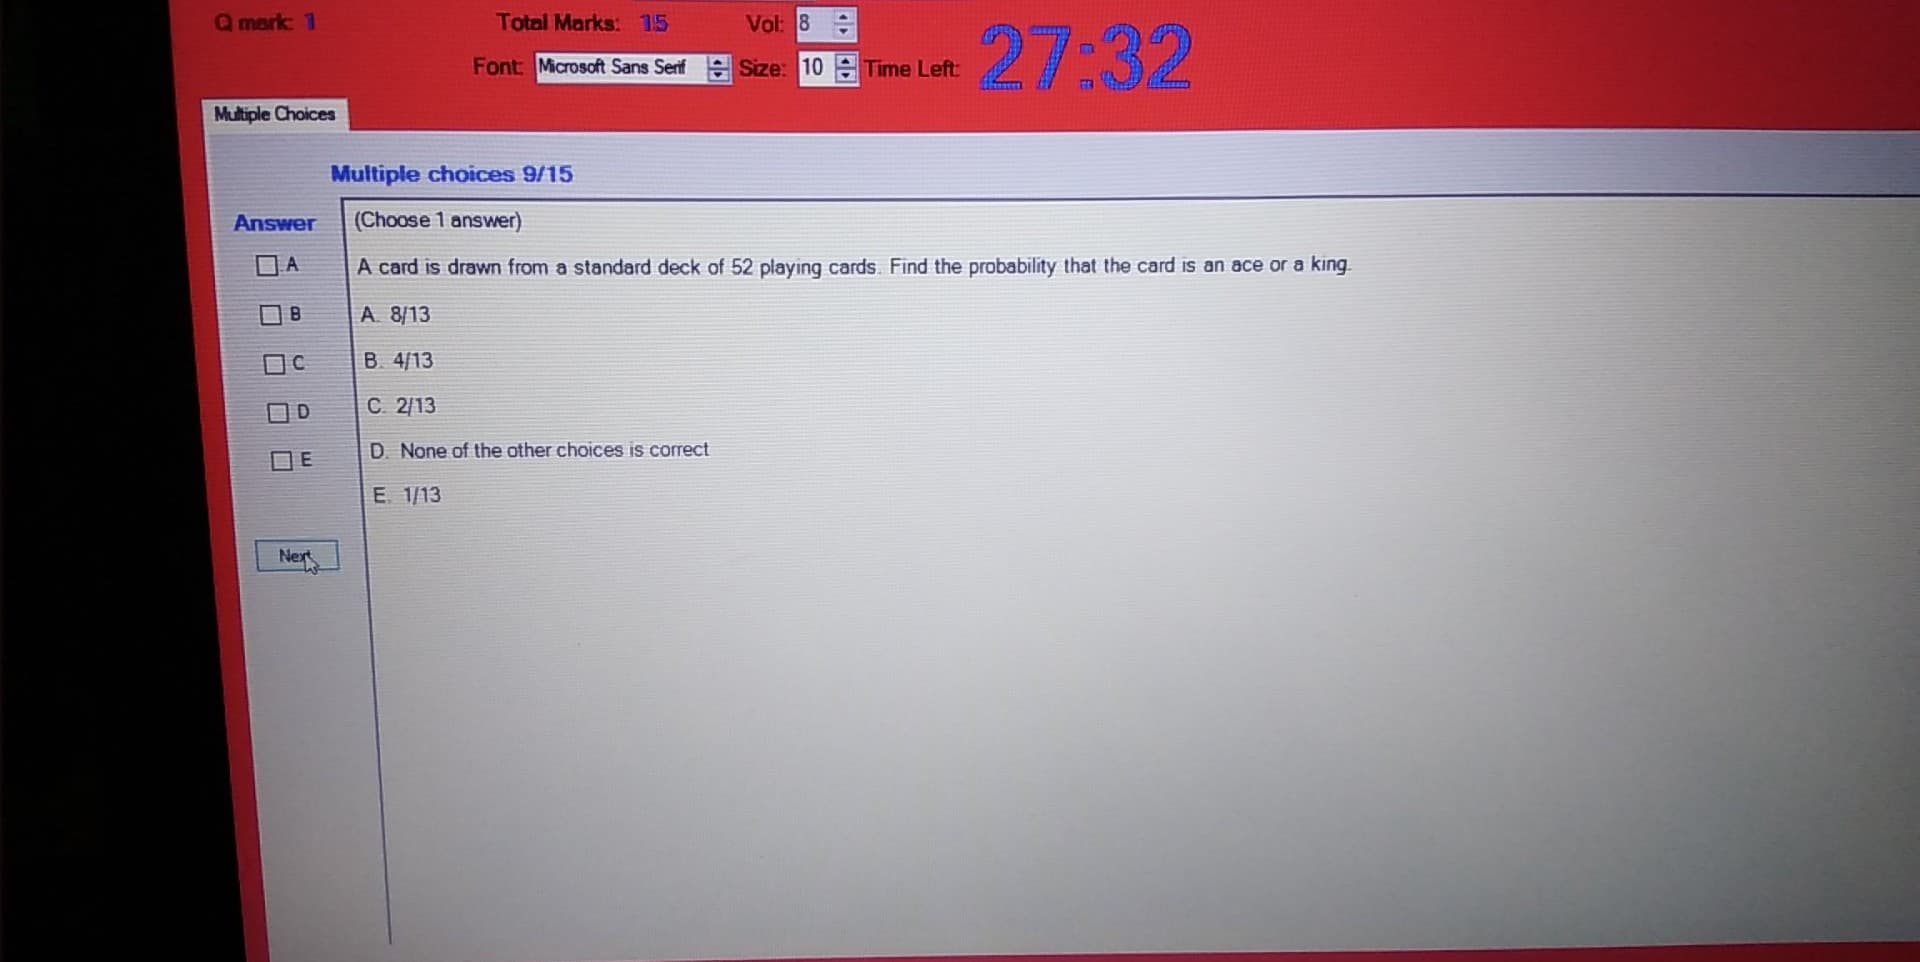 Q mark: 1 Total Marks: 15 Vol: 8
Font: Microsoft Sans Serif Size: 10 Time Left: 27:32
Multiple Choices
Multiple choices 9/15
Answer
(Choose 1 answer)
A card is drawn from a standard deck of 52 playing cards. Find the probability that the card is an ace or a king.
A. 8/13
B. 4/13
C. 2/13
D. None of the other choices is correct
E. 1/13
A
B
C
D
E
Next